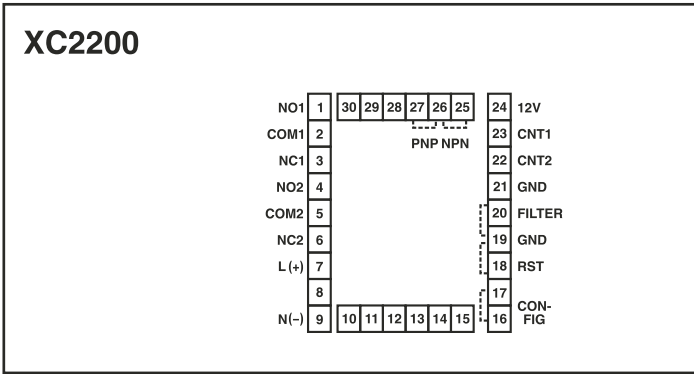 XC2200
NO1 1 30 29 28 27 26 25 24 12V
COM1 2 23 CNT1
PNP NPN
NC1 3 22 CNT2
NO2 4 21 GND
COM2 5 20 FILTER
NC2 6 19 GND
L (+) 7 18 RST
8 17
CON-
N(–) 9 10 11 12 13 14 15 16 FIG